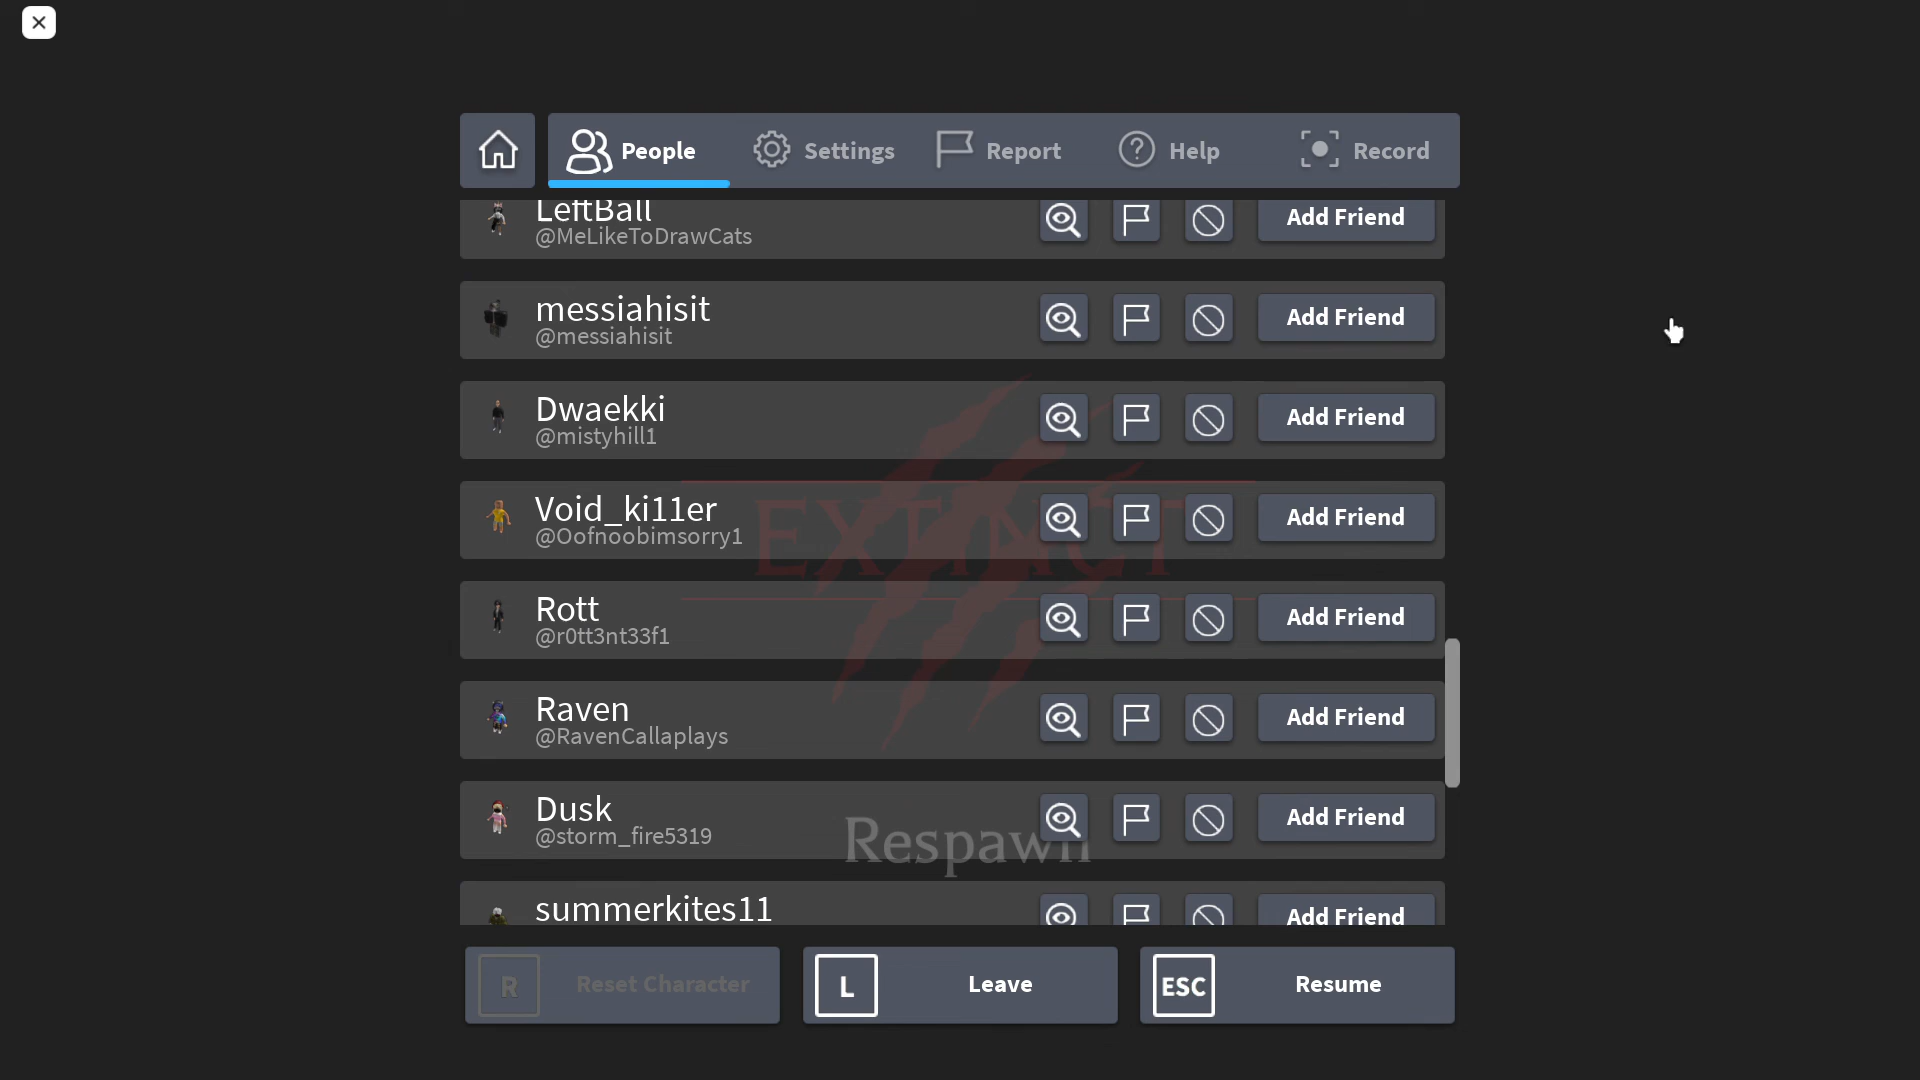 People Settings Report Help Record
LeftBall
@MeLikeToDrawCats
Add Friend
messiahisit
@messiahisit
Add Friend
Dwaekki
@mistyhill1
Add Friend
Void_ki11er
@Oofnoobimsorry1
Add Friend
EXTINCT
Rott
@r0tt3nt33f1
Add Friend
Raven
@RavenCallaplays
Add Friend
Dusk
@storm_fire5319
Add Friend
Respawn
summerkites11
Add Friend
R Reset Character
L Leave
ESC Resume